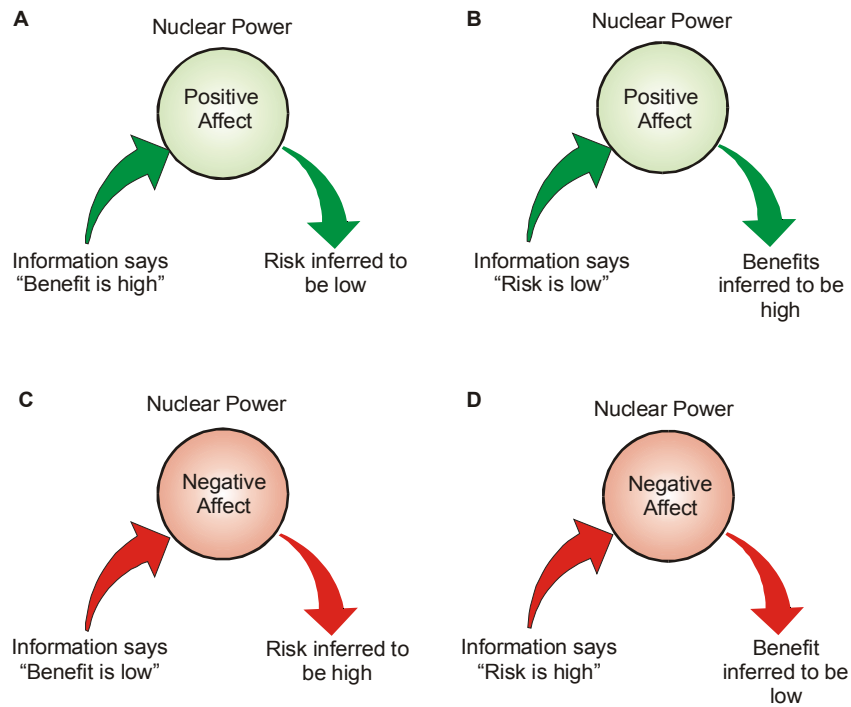 A
Nuclear Power
Positive
Affect
Information says
“Benefit is high”
Risk inferred to
be low
B
Nuclear Power
Positive
Affect
Information says
“Risk is low”
Benefits
inferred to be
high
C
Nuclear Power
Negative
Affect
Information says
“Benefit is low”
Risk inferred to
be high
D
Nuclear Power
Negative
Affect
Information says
“Risk is high”
Benefit
inferred to be
low